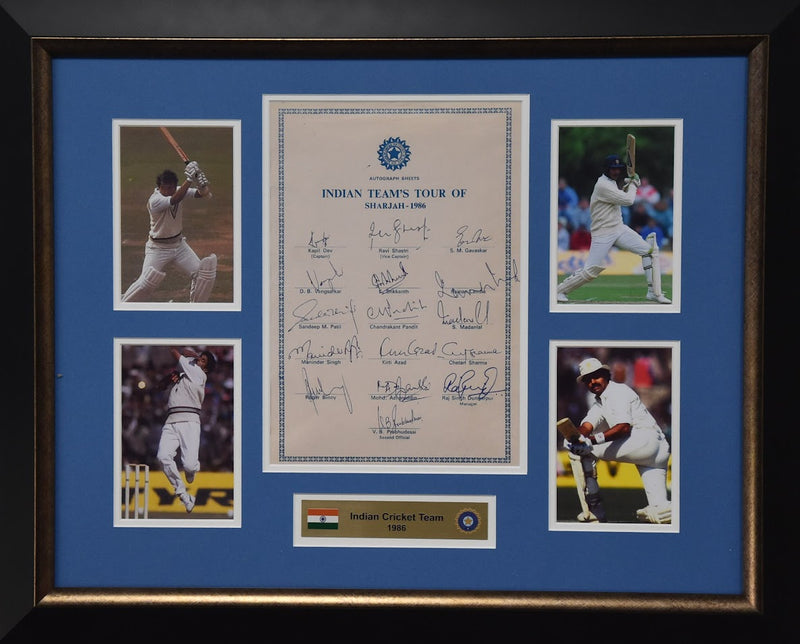 AUTOGRAPH SHEETS
INDIAN TEAM'S TOUR OF
SHARJAH - 1986
Kapil Dev Ravi Shastri S. M. Gavaskar
(Captain) (Vice Captain)
D. B. Vengsarkar K. Srikkanth
Sandeep M. Patil Chandrakant Pandit S. Madanlal
Maninder Singh Kirti Azad Chetan Sharma
Roger Binny Mohd. Azharuddin Raj Singh Dungarpur
Manager
V. B. Prabhudesai
Second Official
Indian Cricket Team
1986
YR